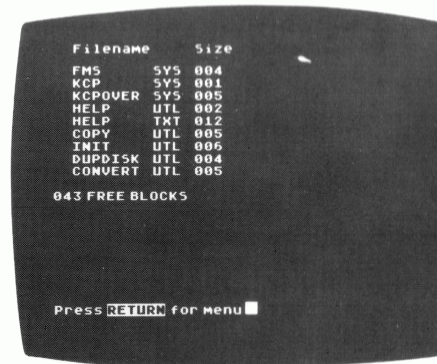 Filename Size
FMS SYS 004
KCP SYS 001
KCPOVER SYS 005
HELP UTL 002
HELP TXT 012
COPY UTL 005
INIT UTL 006
DUPDISK UTL 004
CONVERT UTL 005
043 FREE BLOCKS
Press RETURN for menu